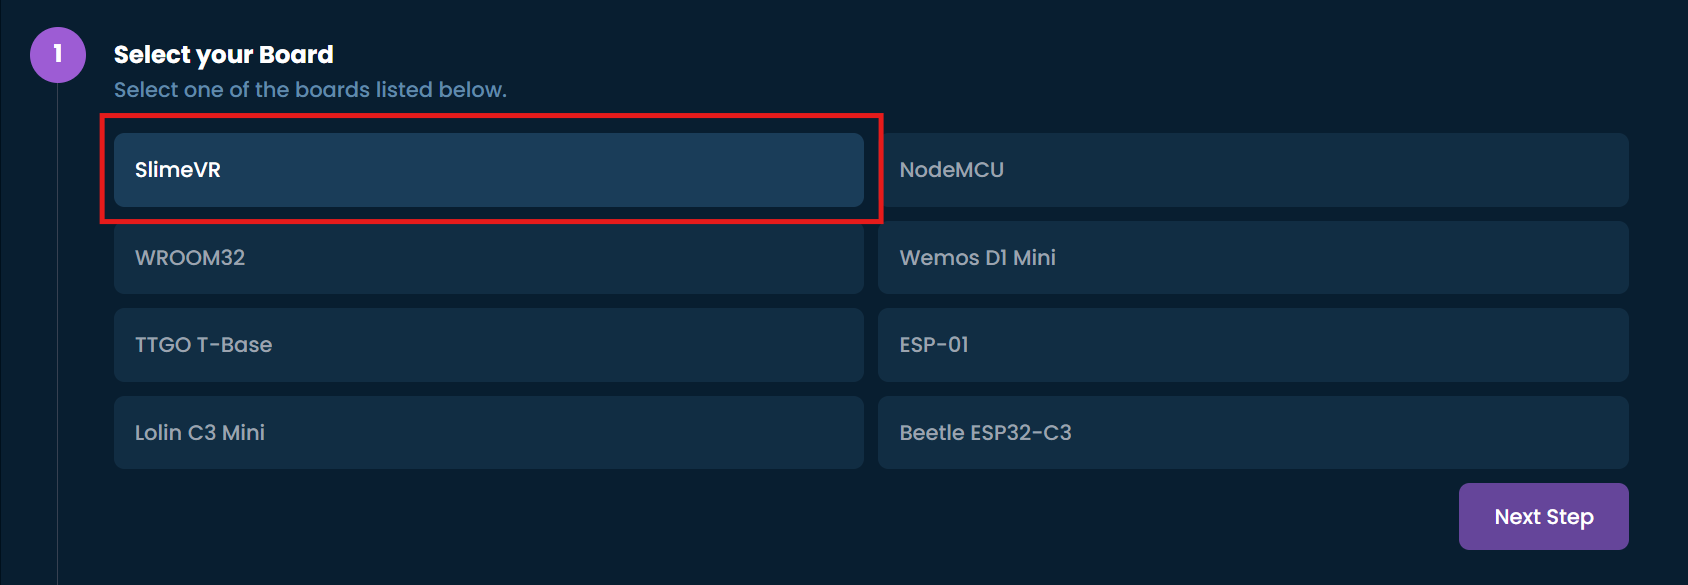 1
Select your Board
Select one of the boards listed below.
SlimeVR
NodeMCU
WROOM32
Wemos D1 Mini
TTGO T-Base
ESP-01
Lolin C3 Mini
Beetle ESP32-C3
Next Step